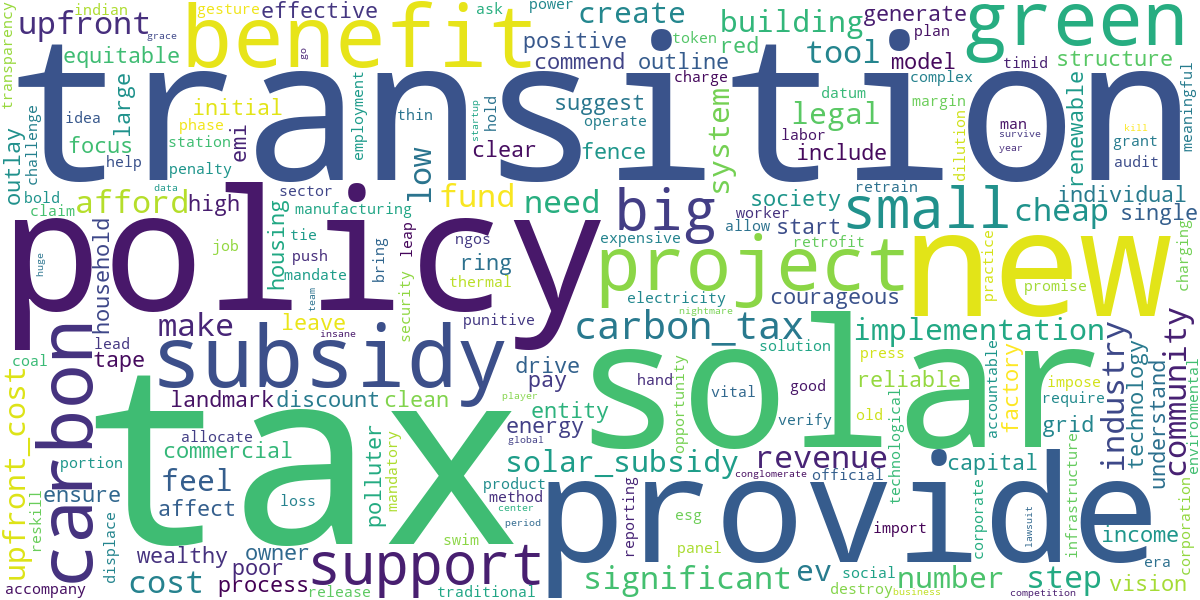 transparency
indian
gesture
effective
ask
power
create
building
generate
plan
green
upfront
grace
benefit
go
positive
token
red
tool
model
timid
structure
equitable
commend
outline
charge
complex
meaningful
transition
outlay
challenge
idea
large
initial
phase
station
emi
employment
thin
startup
hold
suggest
operate
clear
fence
system
datum
legal
labor
include
margin
dilution
man
survive
year
renewable
kill
grant
audit
focus
help
penalty
low
bold
claim
data
afford
high
sector
manufacturing
fund
need
society
retrain
individual
worker
allow
start
small
cheap
single
big
household
policy
job
housing
tie
push
mandate
bring
leap
ngos
ring
thermal
security
expensive
retrofit
project
new
practice
promise
charging
huge
team
electricity
courageous
nightmare
punitive
carbon
lead
tape
make
leave
insane
subsidy
carbon_tax
solution
implementation
coal
drive
pay
solar
press
reliable
old
accountable
factory
impose
require
industry
technology
understand
community
environmental
upfront_cost
landmark
discount
clean
player
hand
vital
good
opportunity
verify
grid
tax
entity
energy
global
allocate
commercial
portion
polluter
mandatory
solar_subsidy
revenue
conglomerate
official
technological
capital
feel
ensure
reskill
affect
loss
product
method
center
period
provide
reporting
esg
panel
import
corporate
lawsuit
infrastructure
income
era
corporation
displace
wealthy
owner
poor
swim
support
significant
ev
social
number
step
vision
accompany
cost
process
release
traditional
destroy
business
competition